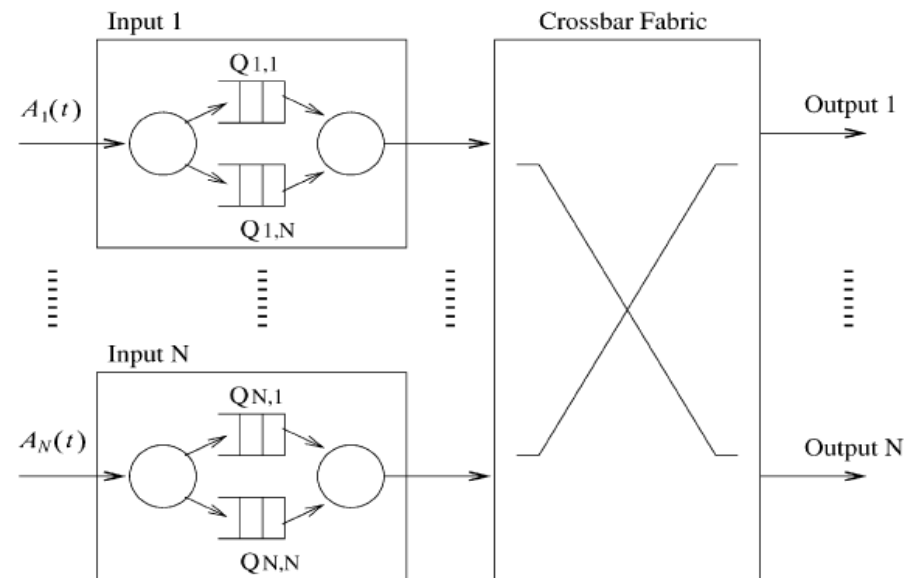 Input 1
Crossbar Fabric
Q1,1
A1(t)
Output 1
Q1,N
Input N
QN,1
AN(t)
Output N
QN,N